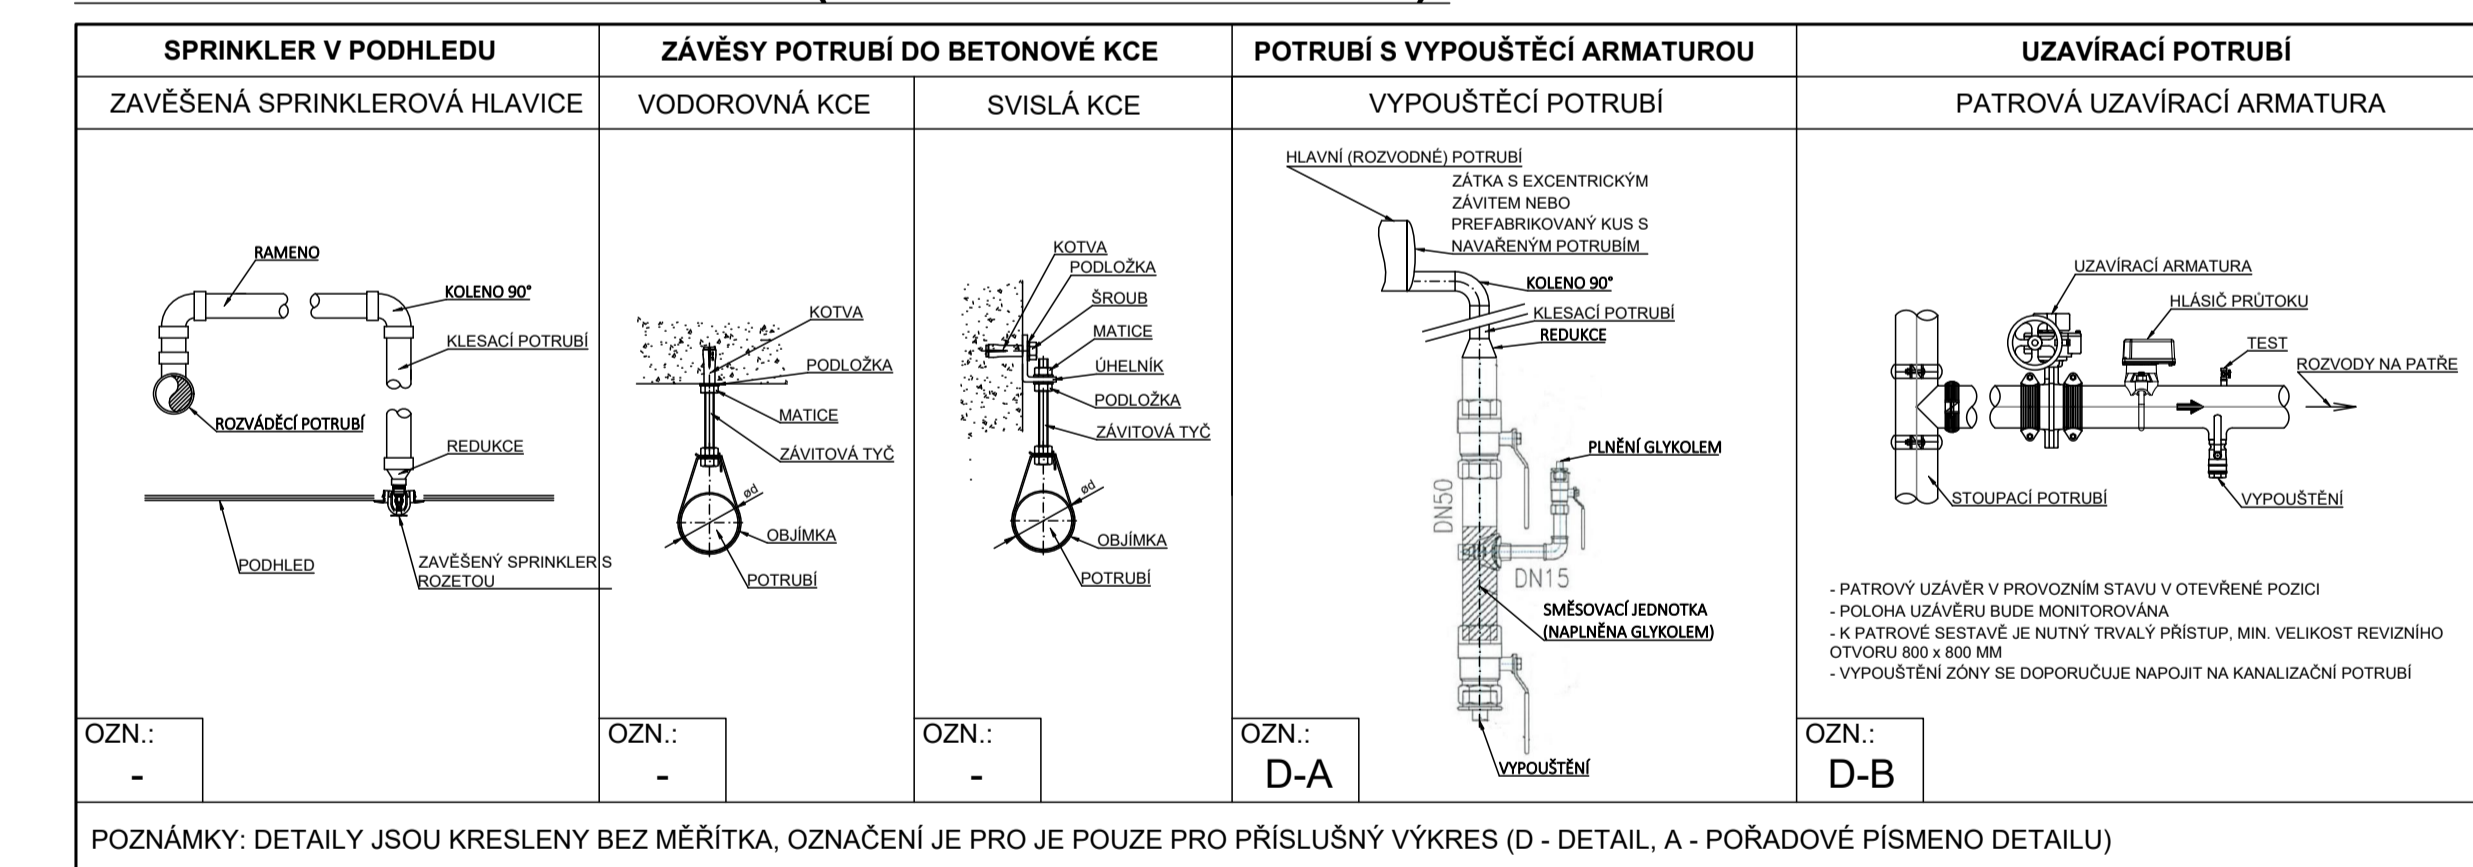 SPRINKLER V PODHLEDU
ZÁVĚSY POTRUBÍ DO BETONOVÉ KCE
POTRUBÍ S VYPOUŠTĚCÍ ARMATUROU
UZAVÍRACÍ POTRUBÍ
ZAVĚŠENÁ SPRINKLEROVÁ HLAVICE
VODOROVNÁ KCE
SVISLÁ KCE
VYPOUŠTĚCÍ POTRUBÍ
PATROVÁ UZAVÍRACÍ ARMATURA
RAMENO
KOLENO 90°
KLESACÍ POTRUBÍ
ROZVÁDĚCÍ POTRUBÍ
REDUKCE
PODHLED
ZAVĚŠENÝ SPRINKLER S
ROZETOU
OZN.:
-
KOTVA
PODLOŽKA
MATICE
ZÁVITOVÁ TYČ
ød
OBJÍMKA
POTRUBÍ
OZN.:
-
KOTVA
PODLOŽKA
ŠROUB
MATICE
ÚHELNÍK
PODLOŽKA
ZÁVITOVÁ TYČ
ød
OBJÍMKA
POTRUBÍ
OZN.:
-
HLAVNÍ (ROZVODNÉ) POTRUBÍ
ZÁTKA S EXCENTRICKÝM
ZÁVITEM NEBO
PREFABRIKOVANÝ KUS S
NAVAŘENÝM POTRUBÍM
KOLENO 90°
KLESACÍ POTRUBÍ
REDUKCE
PLNĚNÍ GLYKOLEM
DN50
DN15
SMĚSOVACÍ JEDNOTKA
(NAPLNĚNA GLYKOLEM)
VYPOUŠTĚNÍ
OZN.:
D-A
UZAVÍRACÍ ARMATURA
HLÁSIČ PRŮTOKU
TEST
ROZVODY NA PATŘE
STOUPACÍ POTRUBÍ
VYPOUŠTĚNÍ
- PATROVÝ UZÁVĚR V PROVOZNÍM STAVU V OTEVŘENÉ POZICI
- POLOHA UZÁVĚRU BUDE MONITOROVÁNA
- K PATROVÉ SESTAVĚ JE NUTNÝ TRVALÝ PŘÍSTUP, MIN. VELIKOST REVIZNÍHO
OTVORU 800 x 800 MM
- VYPOUŠTĚNÍ ZÓNY SE DOPORUČUJE NAPOJIT NA KANALIZAČNÍ POTRUBÍ
OZN.:
D-B
POZNÁMKY: DETAILY JSOU KRESLENY BEZ MĚŘÍTKA, OZNAČENÍ JE PRO JE POUZE PRO PŘÍSLUŠNÝ VÝKRES (D - DETAIL, A - POŘADOVÉ PÍSMENO DETAILU)